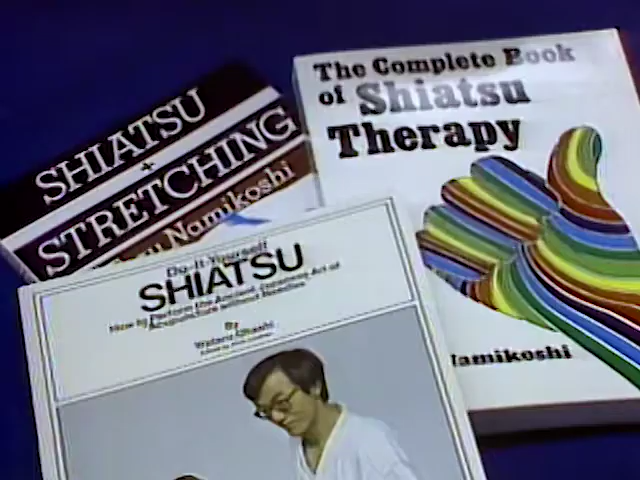 SHIATSU
+
STRETCHING
Namikoshi
The Complete Book
of Shiatsu
Therapy
Namikoshi
Do-It-Yourself
SHIATSU
How to Perform the Ancient Japanese Art of
"Acupuncture without Needles"
By
Wataru Ohashi